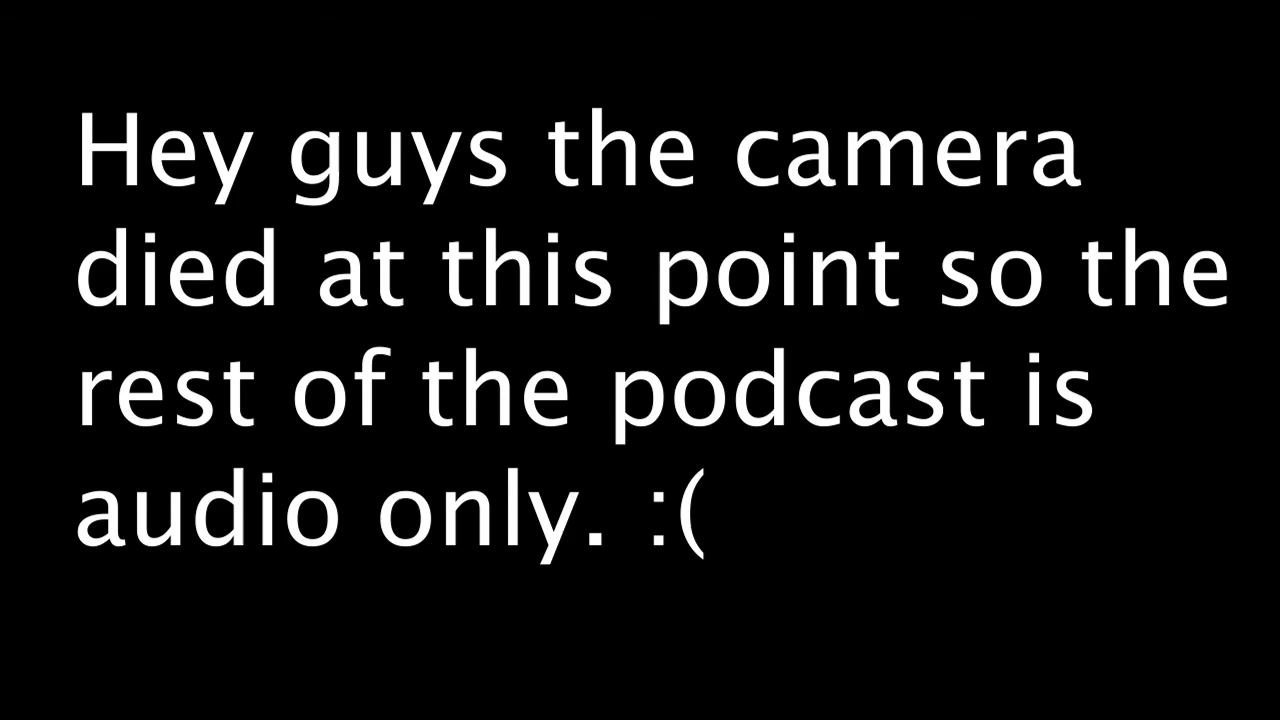 Hey guys the camera
died at this point so the
rest of the podcast is
audio only. :(